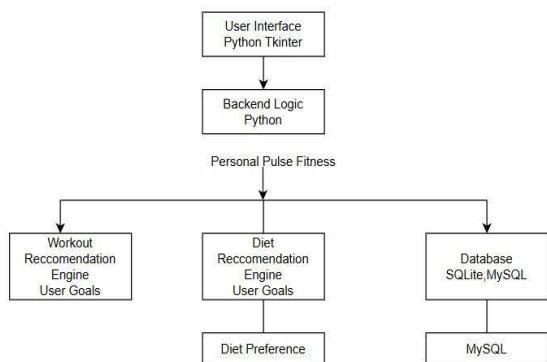 User Interface
Python Tkinter
Backend Logic
Python
Personal Pulse Fitness
Workout
Reccomendation
Engine
User Goals
Diet
Reccomendation
Engine
User Goals
Database
SQLite,MySQL
Diet Preference
MySQL